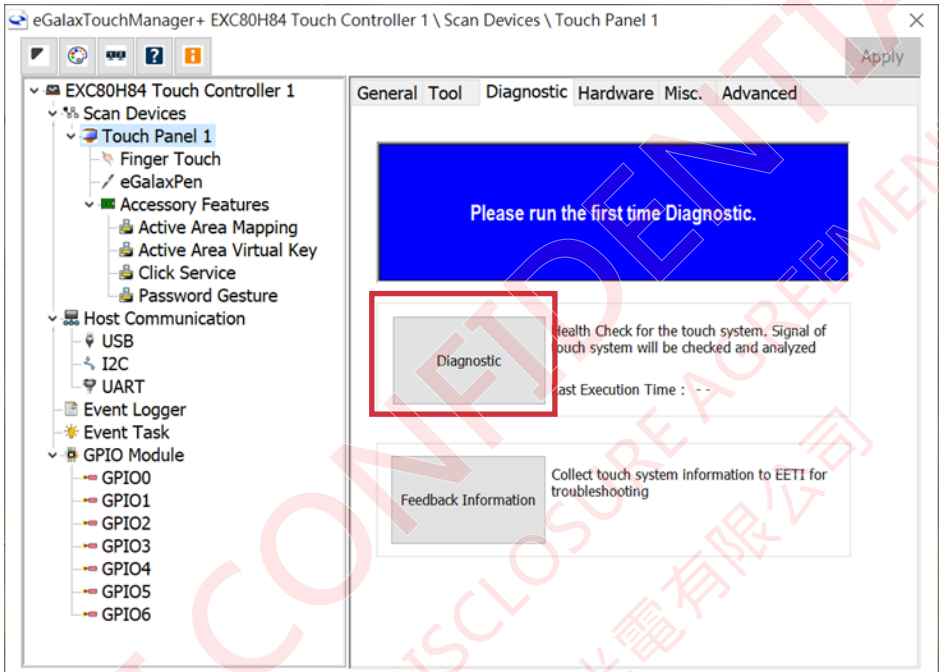 eGalaxTouchManager+ EXC80H84 Touch Controller 1 \ Scan Devices \ Touch Panel 1
Apply
EXC80H84 Touch Controller 1
Scan Devices
Touch Panel 1
Finger Touch
eGalaxPen
Accessory Features
Active Area Mapping
Active Area Virtual Key
Click Service
Password Gesture
Host Communication
USB
I2C
UART
Event Logger
Event Task
GPIO Module
GPIO0
GPIO1
GPIO2
GPIO3
GPIO4
GPIO5
GPIO6
General Tool Diagnostic Hardware Misc. Advanced
Please run the first time Diagnostic.
Diagnostic
Health Check for the touch system. Signal of
touch system will be checked and analyzed
Last Execution Time : - -
Feedback Information
Collect touch system information to EETI for
troubleshooting
CONFIDENTIAL
DISCLOSURE AGREEMENT
光電有限公司